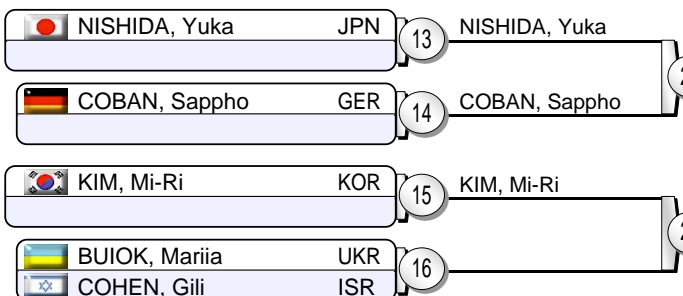 NISHIDA, Yuka JPN 13 NISHIDA, Yuka
COBAN, Sappho GER 14 COBAN, Sappho
KIM, Mi-Ri KOR 15 KIM, Mi-Ri
BUIOK, Mariia UKR 16
COHEN, Gili ISR